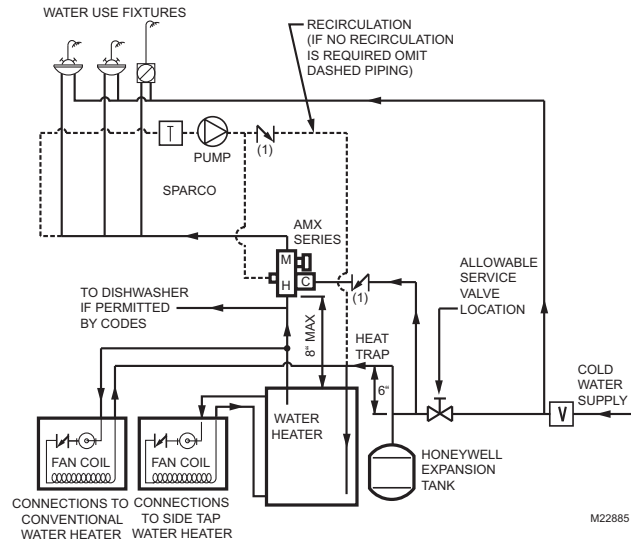 WATER USE FIXTURES
RECIRCULATION
(IF NO RECIRCULATION
IS REQUIRED OMIT
DASHED PIPING)
T
PUMP
(1)
SPARCO
AMX
SERIES
M
H
C
(1)
ALLOWABLE
SERVICE
VALVE
LOCATION
TO DISHWASHER
IF PERMITTED
BY CODES
8" MAX
HEAT
TRAP
6"
COLD
WATER
SUPPLY
V
WATER
HEATER
FAN COIL
FAN COIL
HONEYWELL
EXPANSION
TANK
CONNECTIONS TO
CONVENTIONAL
WATER HEATER
CONNECTIONS
TO SIDE TAP
WATER HEATER
M22885